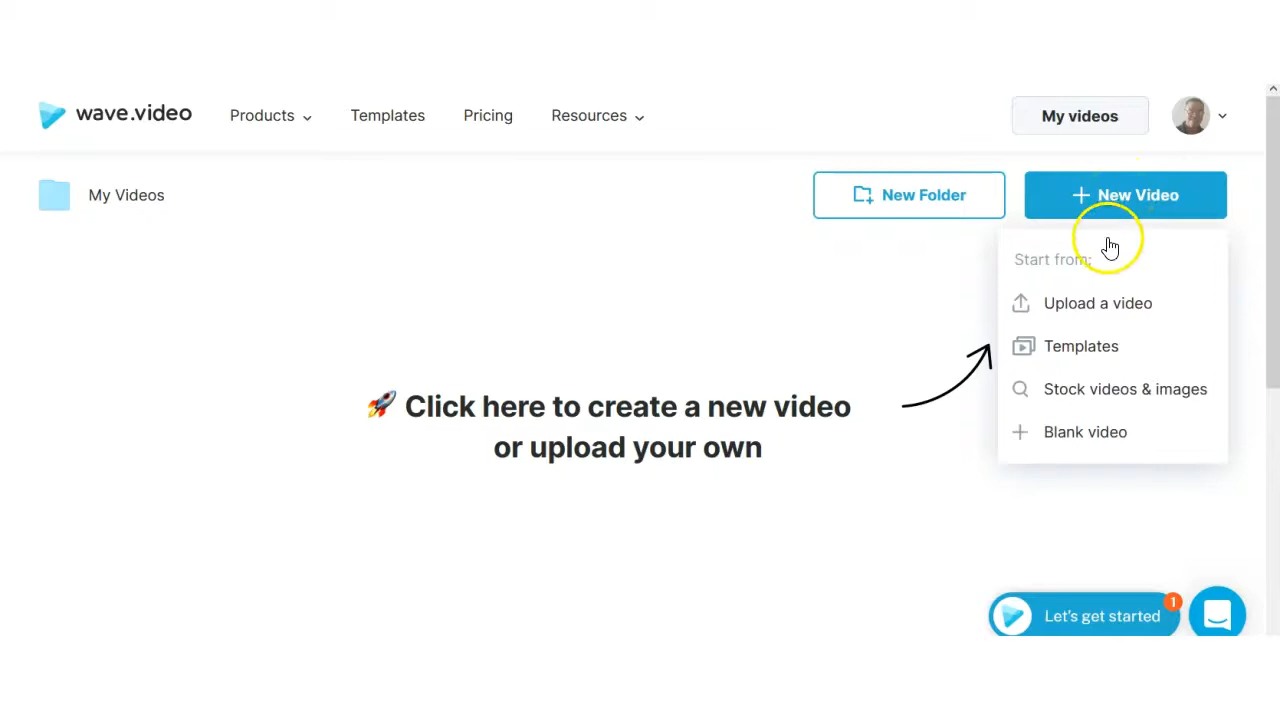 wave.video
Products
Templates
Pricing
Resources
My videos
My Videos
New Folder
New Video
Start from:
Upload a video
Templates
Stock videos & images
Blank video
🚀 Click here to create a new video
or upload your own
Let's get started
1